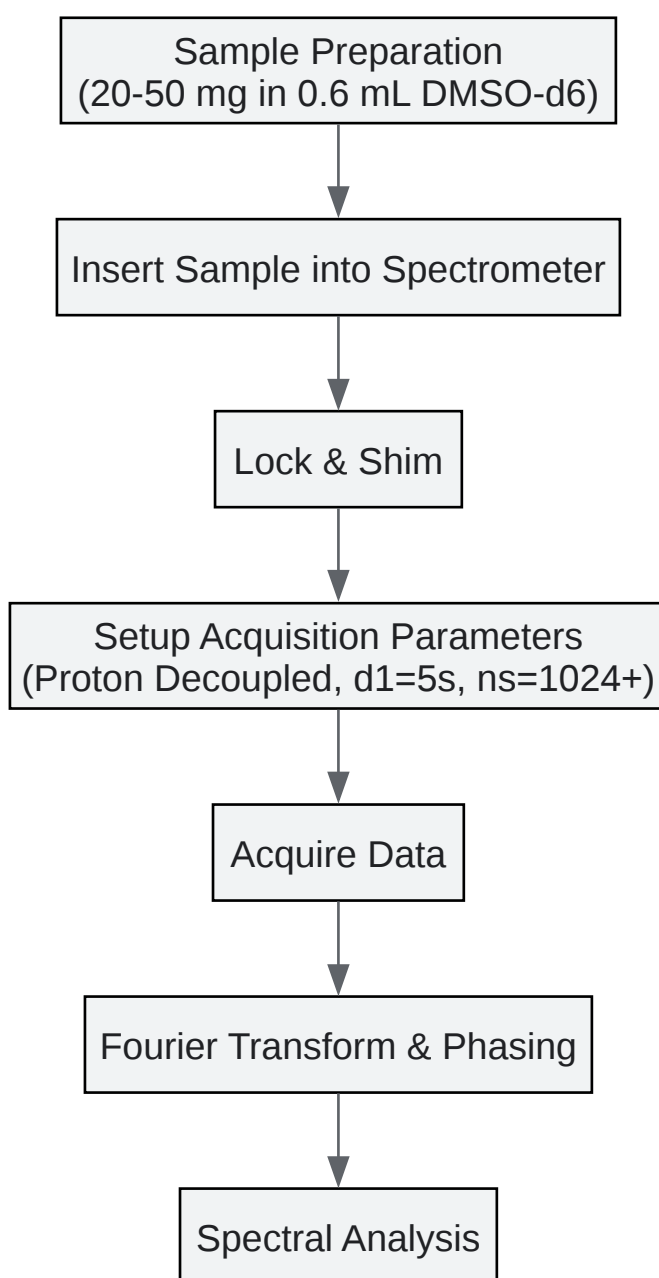 Sample Preparation
(20-50 mg in 0.6 mL DMSO-d6)
Insert Sample into Spectrometer
Lock & Shim
Setup Acquisition Parameters
(Proton Decoupled, d1=5s, ns=1024+)
Acquire Data
Fourier Transform & Phasing
Spectral Analysis